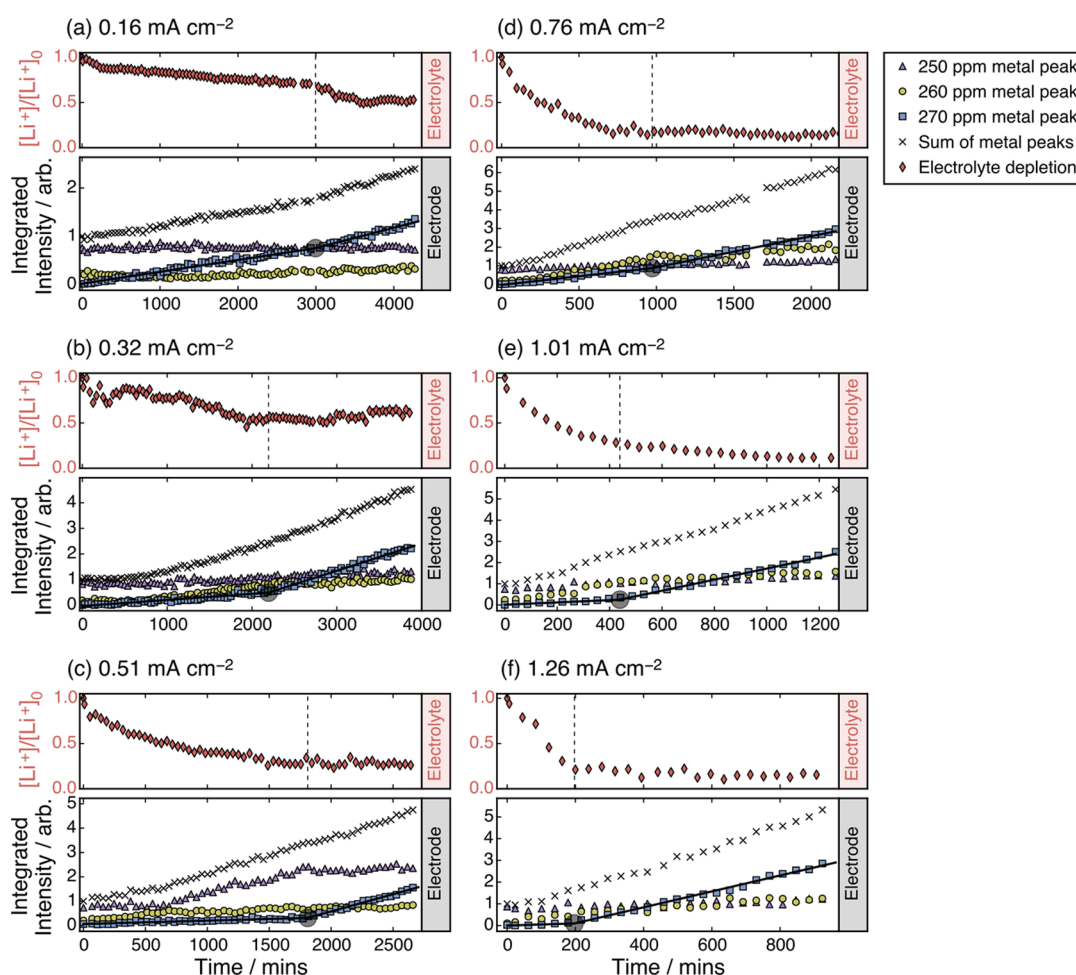 (a) 0.16 mA cm⁻²
[Li⁺]/[Li⁺]₀
1.0
0.5
0.0
Electrolyte
Integrated
Intensity / arb.
2
1
0
Electrode
0 1000 2000 3000 4000
(b) 0.32 mA cm⁻²
[Li⁺]/[Li⁺]₀
1.0
0.5
0.0
Electrolyte
Integrated
Intensity / arb.
4
3
2
1
0
Electrode
0 1000 2000 3000 4000
(c) 0.51 mA cm⁻²
[Li⁺]/[Li⁺]₀
1.0
0.5
0.0
Electrolyte
Integrated
Intensity / arb.
5
4
3
2
1
0
Electrode
0 500 1000 1500 2000 2500
Time / mins
(d) 0.76 mA cm⁻²
1.0
0.5
0.0
Electrolyte
6
5
4
3
2
1
0
Electrode
0 500 1000 1500 2000
(e) 1.01 mA cm⁻²
1.0
0.5
0.0
Electrolyte
5
4
3
2
1
0
Electrode
0 200 400 600 800 1000 1200
(f) 1.26 mA cm⁻²
1.0
0.5
0.0
Electrolyte
5
4
3
2
1
0
Electrode
0 200 400 600 800
Time / mins
250 ppm metal peak
260 ppm metal peak
270 ppm metal peak
Sum of metal peaks
Electrolyte depletion